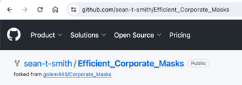 github.com/sean-t-smith/Efficient_Corporate_Masks
Product Solutions Open Source Pricing
sean-t-smith / Efficient_Corporate_Masks Public
forked from golem445/Corporate_Masks